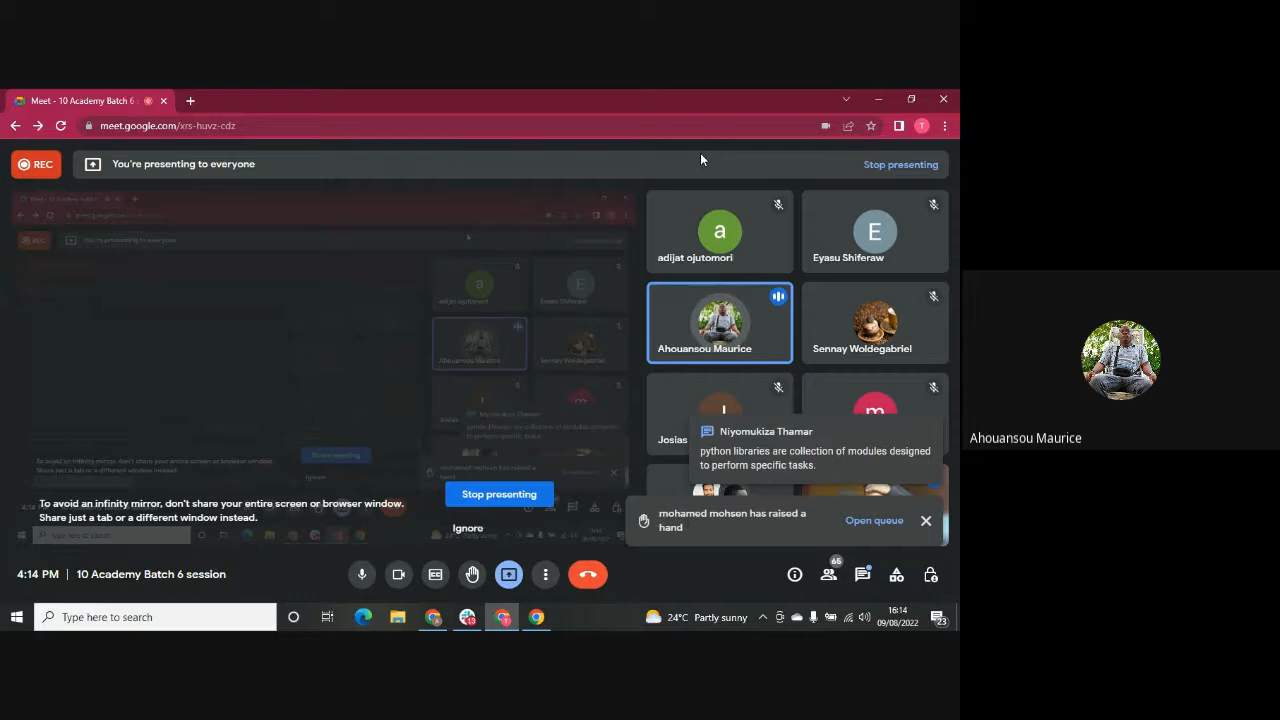 Meet - 10 Academy Batch 6
meet.google.com/xrs-huvz-cdz
REC
You're presenting to everyone
Stop presenting
a
adijat ojutomori
E
Eyasu Shiferaw
Ahouansou Maurice
Sennay Woldegabriel
Josias
m
Niyomukiza Thamar
python libraries are collection of modules designed
to perform specific tasks.
mohamed mohsen has raised a
hand
Open queue
To avoid an infinity mirror, don't share your entire screen or browser window.
Share just a tab or a different window instead.
Stop presenting
Ignore
Ahouansou Maurice
4:14 PM | 10 Academy Batch 6 session
66
Type here to search
13
T
24°C Partly sunny
16:14
09/08/2022
23